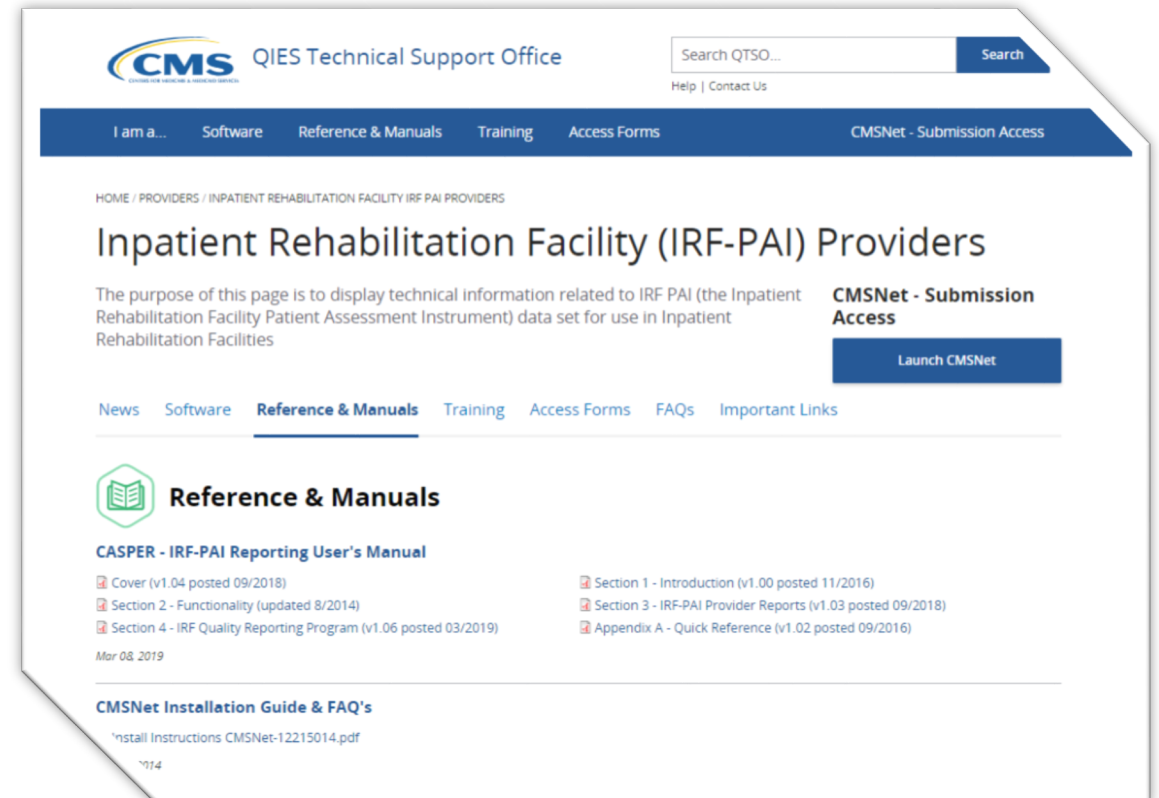 CMS
CENTERS FOR MEDICARE & MEDICAID SERVICES
QIES Technical Support Office
Search QTSO...
Search
Help | Contact Us
I am a...
Software
Reference & Manuals
Training
Access Forms
CMSNet - Submission Access
HOME / PROVIDERS / INPATIENT REHABILITATION FACILITY IRF PAI PROVIDERS
Inpatient Rehabilitation Facility (IRF-PAI) Providers
The purpose of this page is to display technical information related to IRF PAI (the Inpatient
Rehabilitation Facility Patient Assessment Instrument) data set for use in Inpatient
Rehabilitation Facilities
CMSNet - Submission
Access
Launch CMSNet
News
Software
Reference & Manuals
Training
Access Forms
FAQs
Important Links
Reference & Manuals
CASPER - IRF-PAI Reporting User's Manual
Cover (v1.04 posted 09/2018)
Section 1 - Introduction (v1.00 posted 11/2016)
Section 2 - Functionality (updated 8/2014)
Section 3 - IRF-PAI Provider Reports (v1.03 posted 09/2018)
Section 4 - IRF Quality Reporting Program (v1.06 posted 03/2019)
Appendix A - Quick Reference (v1.02 posted 09/2016)
Mar 08, 2019
CMSNet Installation Guide & FAQ's
Install Instructions CMSNet-12215014.pdf
2014